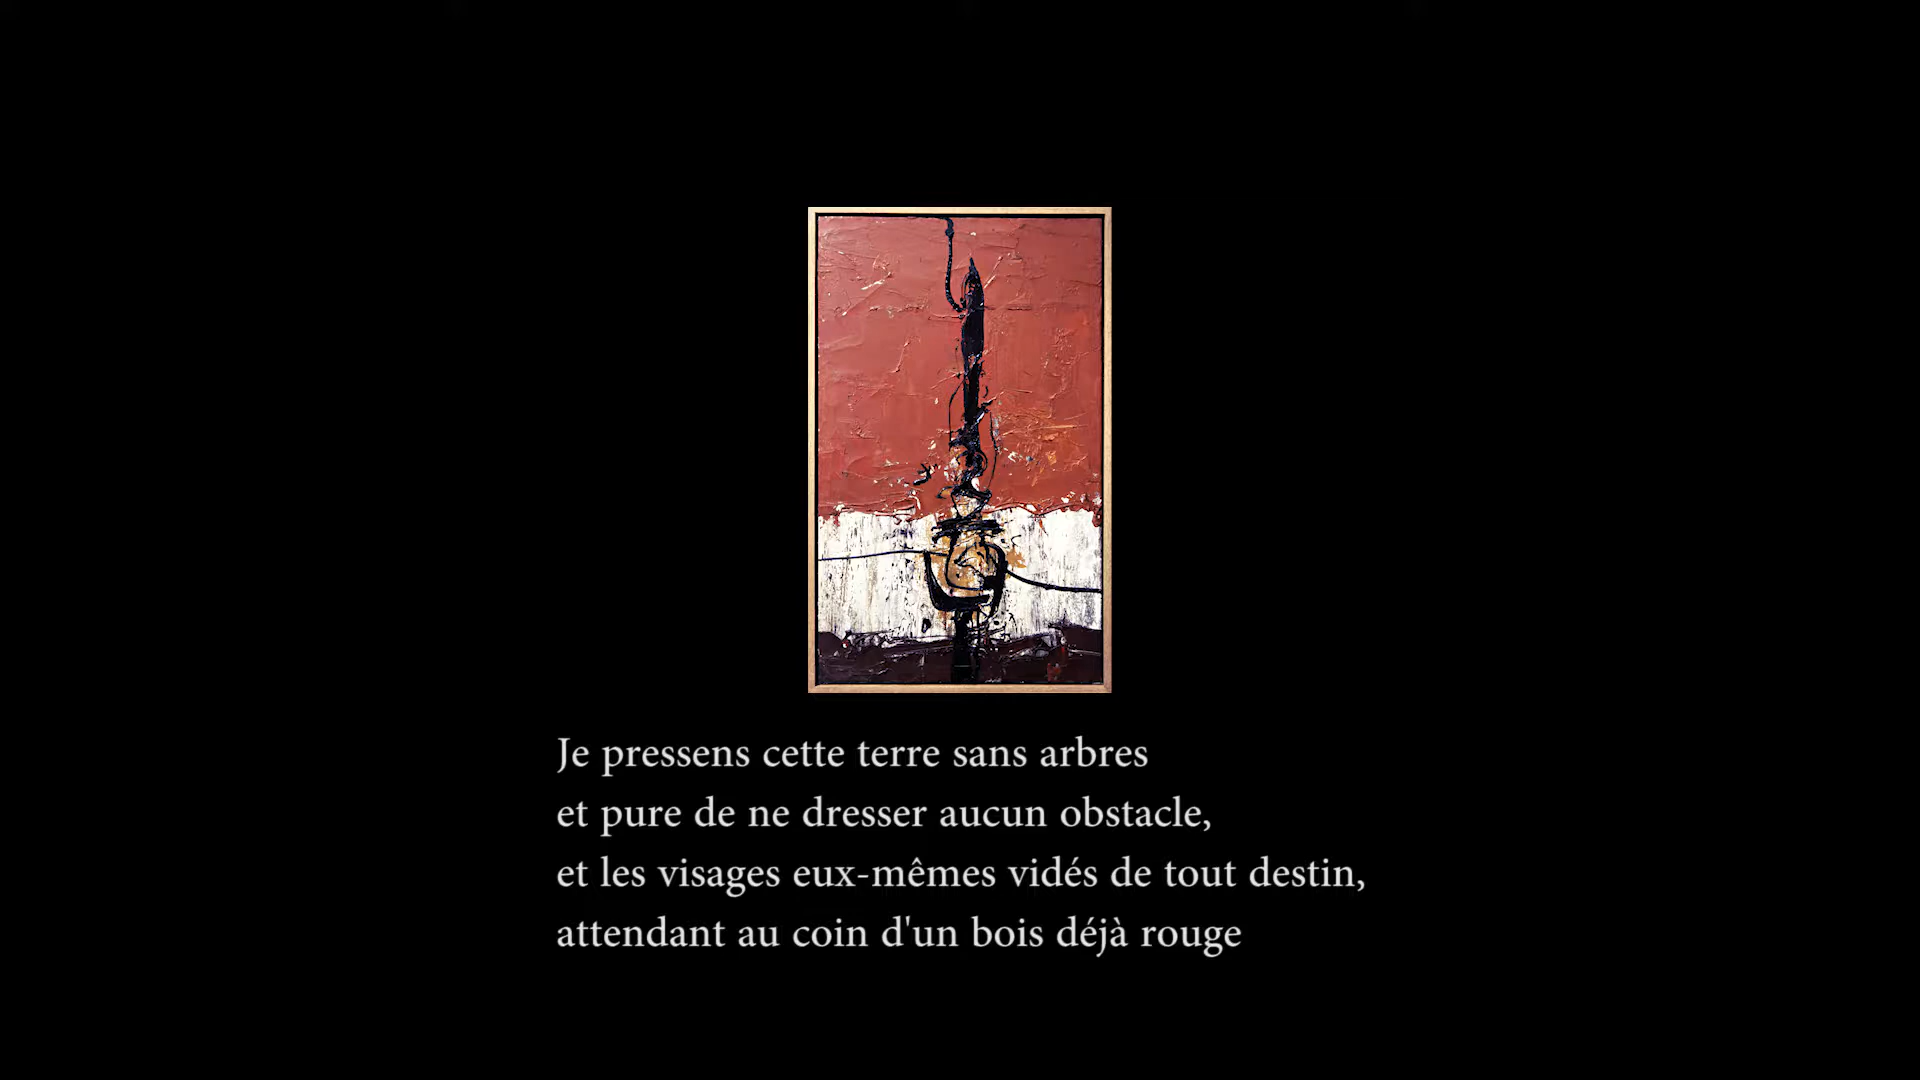 Je pressens cette terre sans arbres
et pure de ne dresser aucun obstacle,
et les visages eux-mêmes vidés de tout destin,
attendant au coin d'un bois déjà rouge